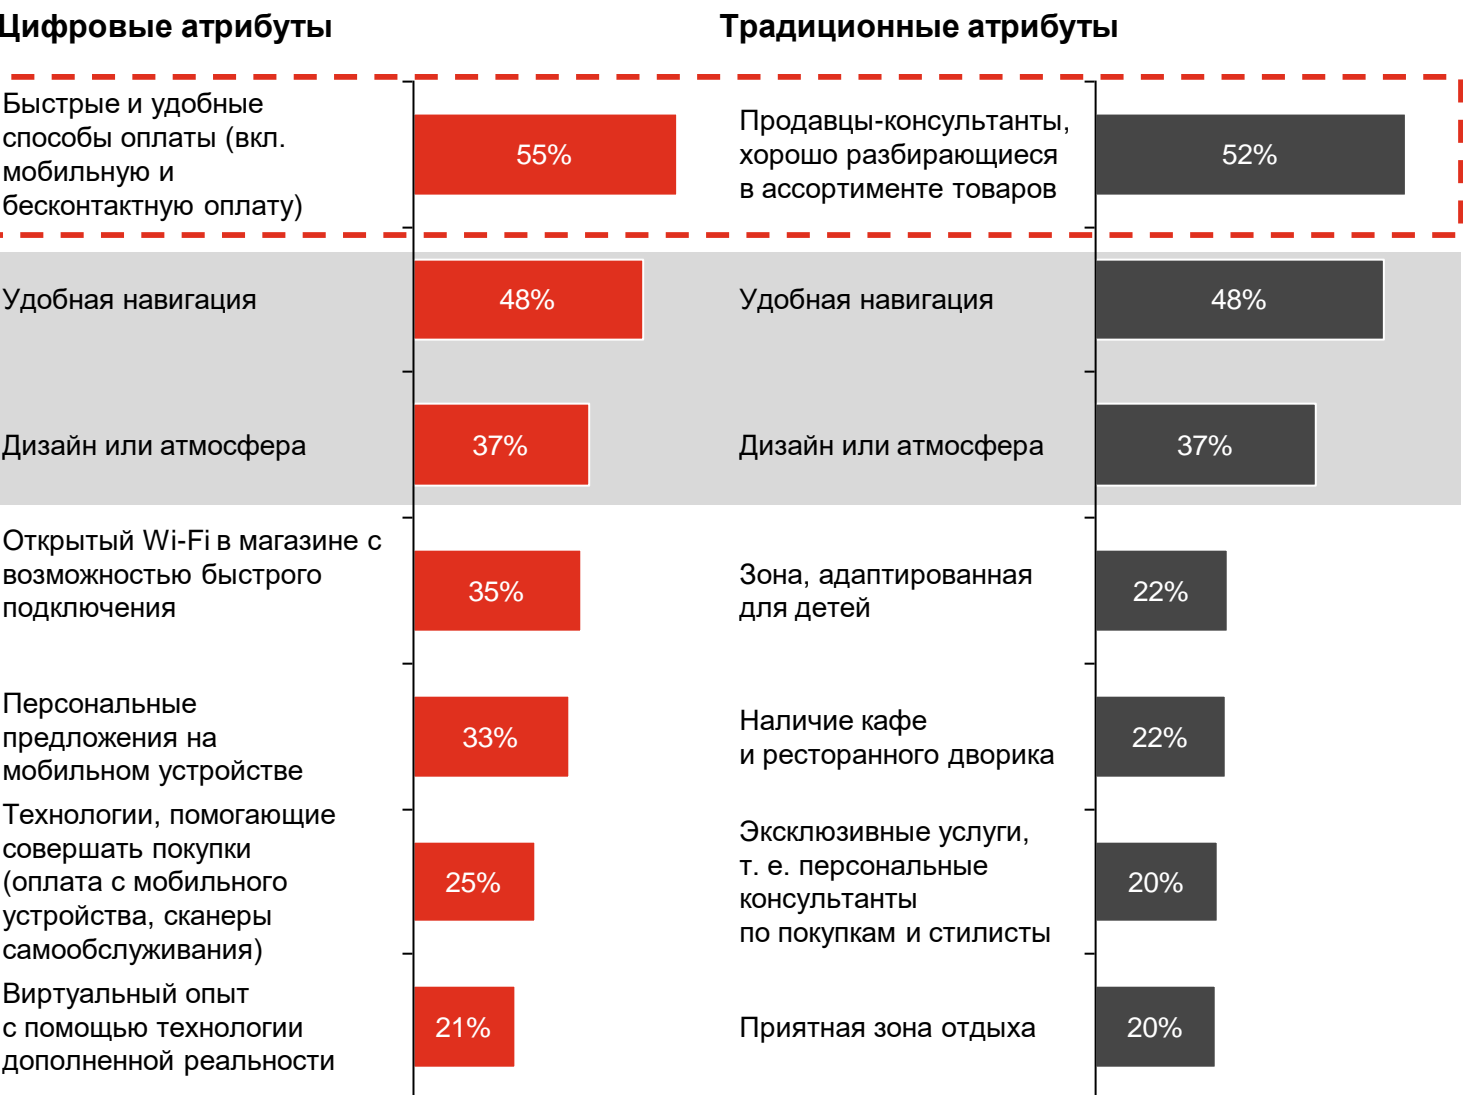 Цифровые атрибуты
Традиционные атрибуты
Быстрые и удобные
способы оплаты (вкл.
мобильную и
бесконтактную оплату)
55%
Продавцы-консультанты,
хорошо разбирающиеся
в ассортименте товаров
52%
Удобная навигация
48%
Удобная навигация
48%
Дизайн или атмосфера
37%
Дизайн или атмосфера
37%
Открытый Wi-Fi в магазине с
возможностью быстрого
подключения
35%
Зона, адаптированная
для детей
22%
Персональные
предложения на
мобильном устройстве
33%
Наличие кафе
и ресторанного дворика
22%
Технологии, помогающие
совершать покупки
(оплата с мобильного
устройства, сканеры
самообслуживания)
25%
Эксклюзивные услуги,
т. е. персональные
консультанты
по покупкам и стилисты
20%
Виртуальный опыт
с помощью технологии
дополненной реальности
21%
Приятная зона отдыха
20%